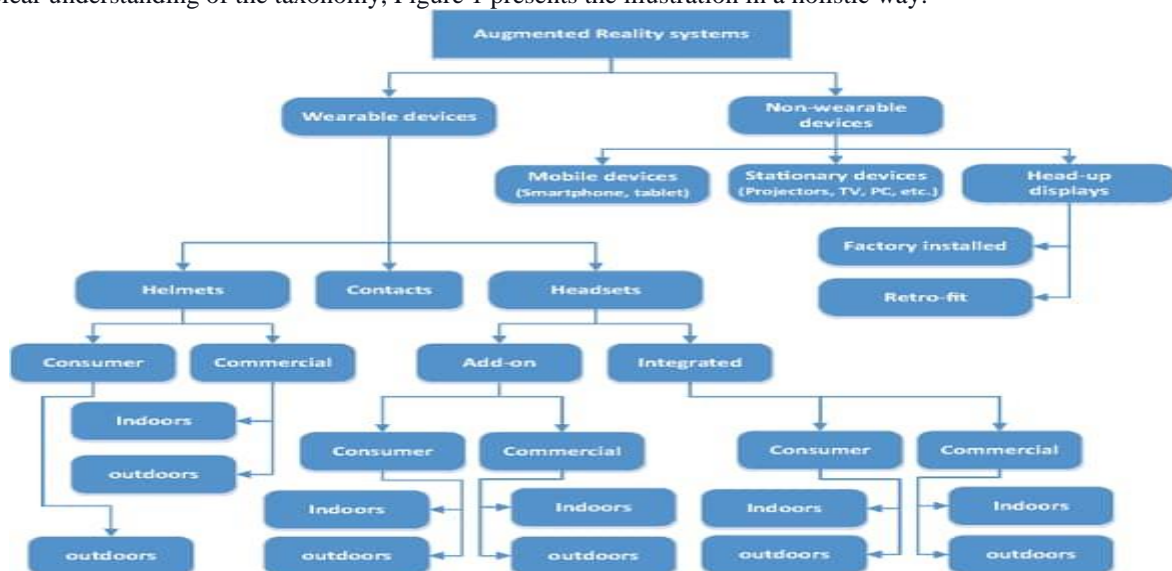 clear understanding of the taxonomy, Figure 1 presents the illustration in a holistic way.
Augmented Reality systems
Wearable devices
Non-wearable
devices
Mobile devices
(Smartphone, tablet)
Stationary devices
(Projectors, TV, PC, etc.)
Head-up
displays
Factory installed
Retro-fit
Helmets
Contacts
Headsets
Consumer
Commercial
Add-on
Integrated
Indoors
outdoors
outdoors
Consumer
Commercial
Indoors
Indoors
outdoors
outdoors
Consumer
Commercial
Indoors
Indoors
outdoors
outdoors